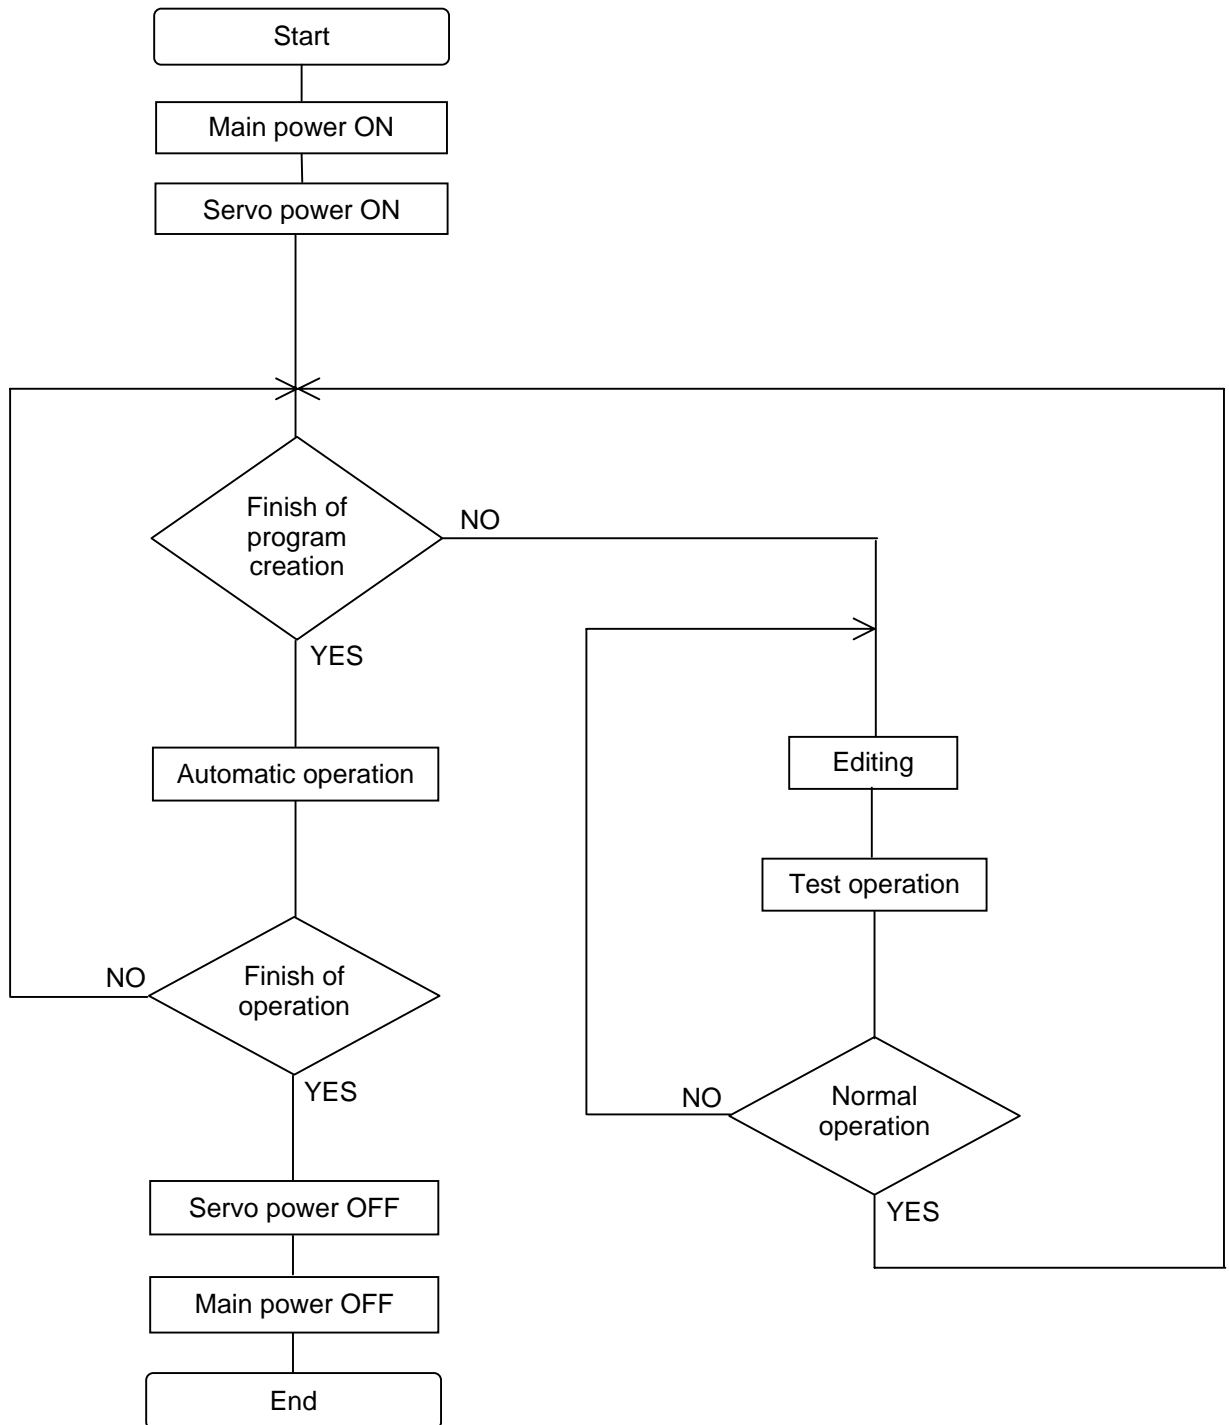 Start
Main power ON
Servo power ON
Finish of
program
creation
NO
YES
Automatic operation
Editing
Test operation
NO
Finish of
operation
YES
NO
Normal
operation
YES
Servo power OFF
Main power OFF
End